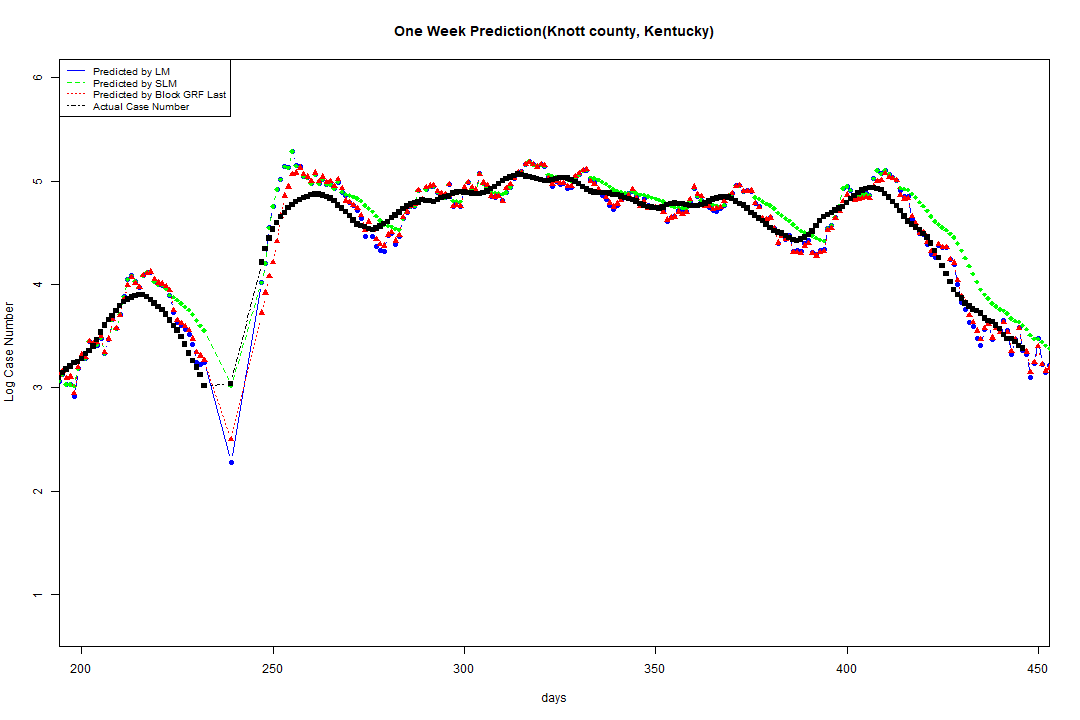 One Week Prediction(Knott county, Kentucky)
Predicted by LM
Predicted by SLM
Predicted by Block GRF Last
Actual Case Number
Log Case Number
6
5
4
3
2
1
200 250 300 350 400 450
days